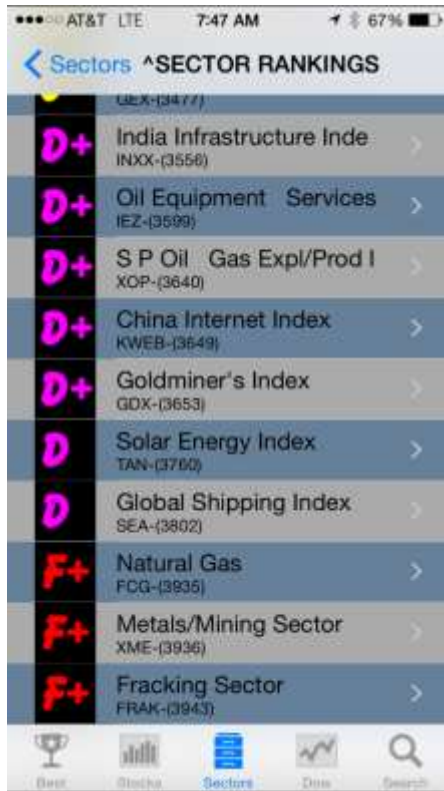 AT&T LTE 7:47 AM 67%
Sectors ^SECTOR RANKINGS
GEX-(3477)
D+ India Infrastructure Inde
INXX-(3556)
D+ Oil Equipment Services
IEZ-(3599)
D+ S P Oil Gas Expl/Prod I
XOP-(3640)
D+ China Internet Index
KWEB-(3649)
D+ Goldminer's Index
GDX-(3653)
D Solar Energy Index
TAN-(3760)
D Global Shipping Index
SEA-(3802)
F+ Natural Gas
FCG-(3935)
F+ Metals/Mining Sector
XME-(3936)
F+ Fracking Sector
FRAK-(3943)
Best Stocks Sectors Dow Search